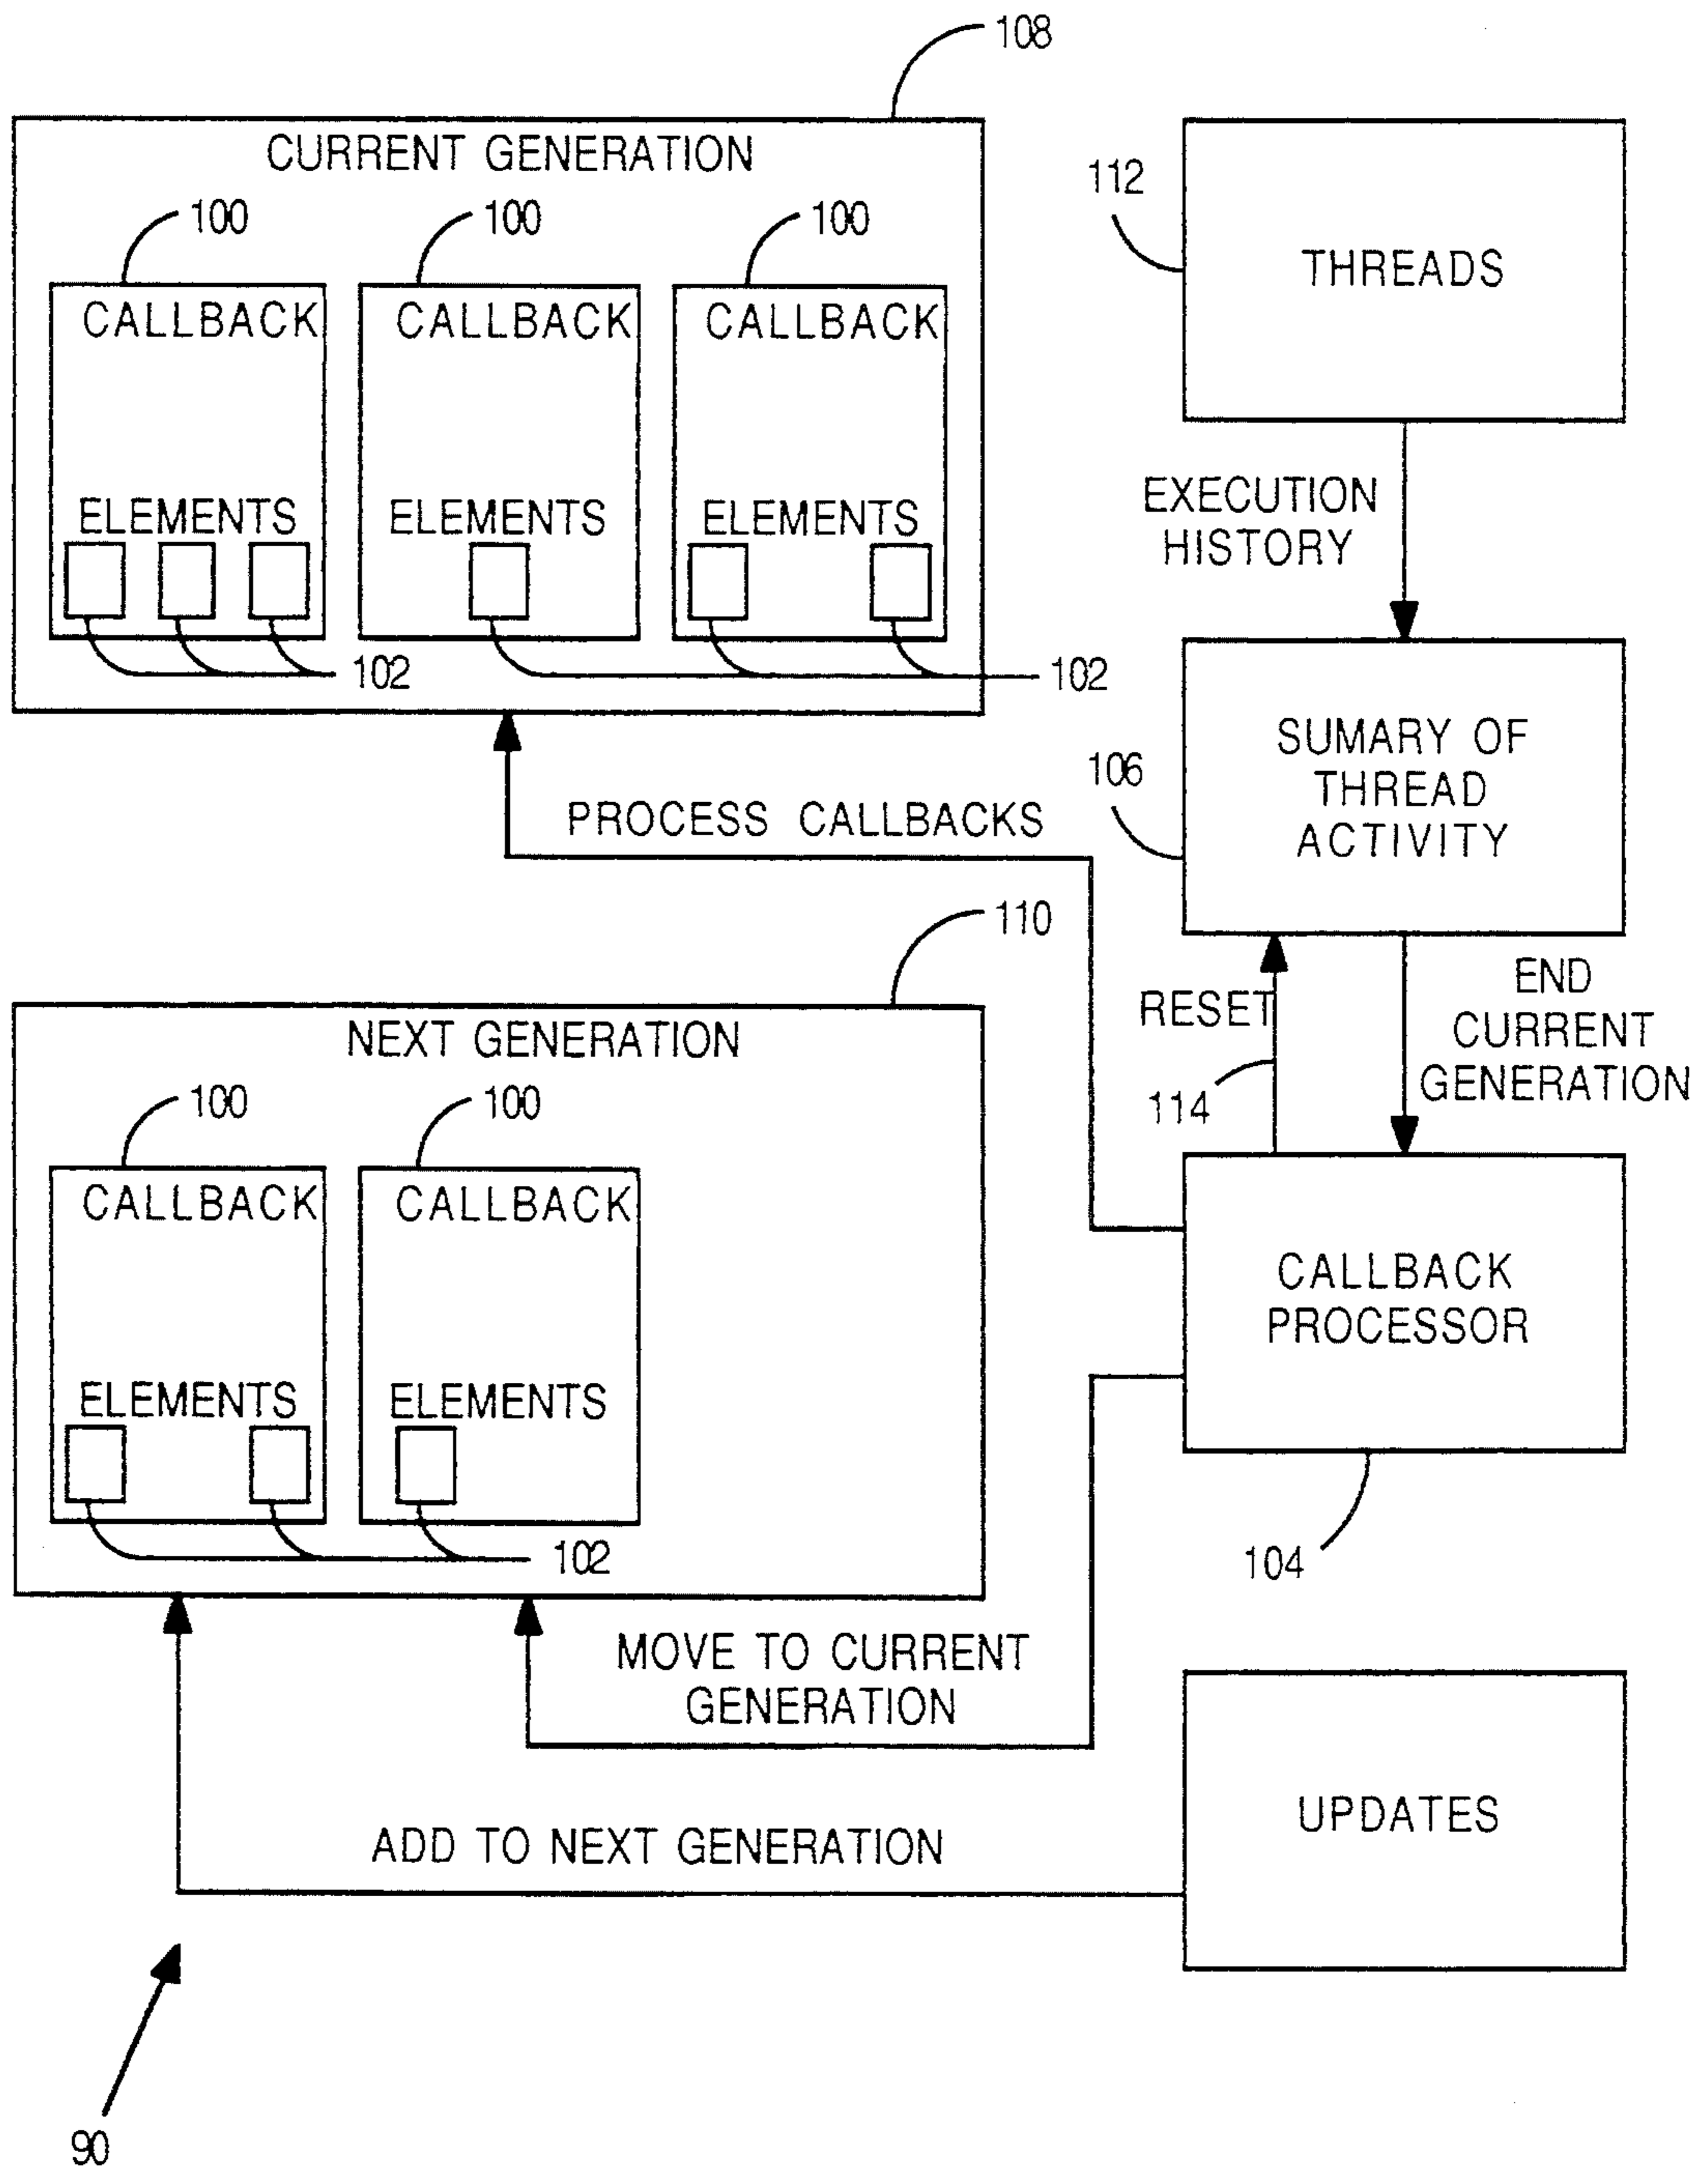 108
CURRENT GENERATION
100
100
100
CALLBACK
CALLBACK
CALLBACK
ELEMENTS
ELEMENTS
ELEMENTS
102
102
112
THREADS
EXECUTION
HISTORY
SUMARY OF
THREAD
ACTIVITY
106
PROCESS CALLBACKS
110
RESET
114
END
CURRENT
GENERATION
NEXT GENERATION
100
100
CALLBACK
CALLBACK
ELEMENTS
ELEMENTS
102
CALLBACK
PROCESSOR
104
MOVE TO CURRENT
GENERATION
UPDATES
ADD TO NEXT GENERATION
90